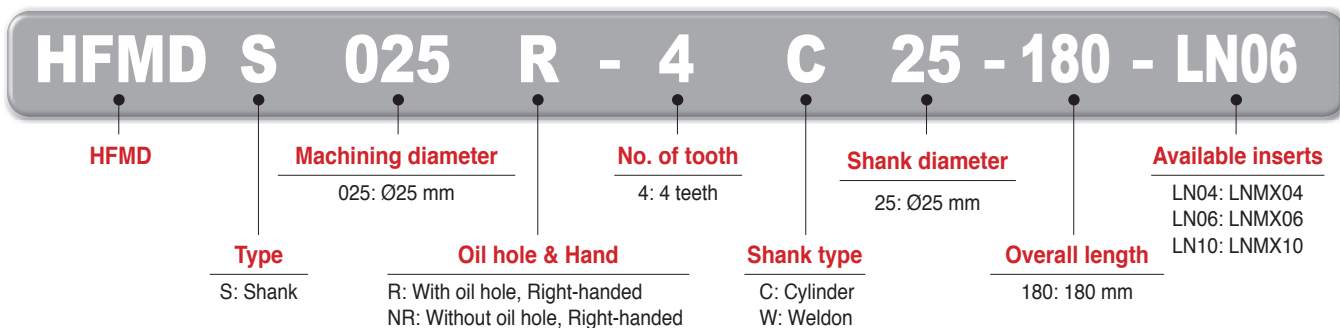 HFMD S 025 R - 4 C 25 - 180 - LN06
HFMD
Machining diameter
025: Ø25 mm
No. of tooth
4: 4 teeth
Shank diameter
25: Ø25 mm
Available inserts
LN04: LNMX04
LN06: LNMX06
LN10: LNMX10
Type
S: Shank
Oil hole & Hand
R: With oil hole, Right-handed
NR: Without oil hole, Right-handed
Shank type
C: Cylinder
W: Weldon
Overall length
180: 180 mm